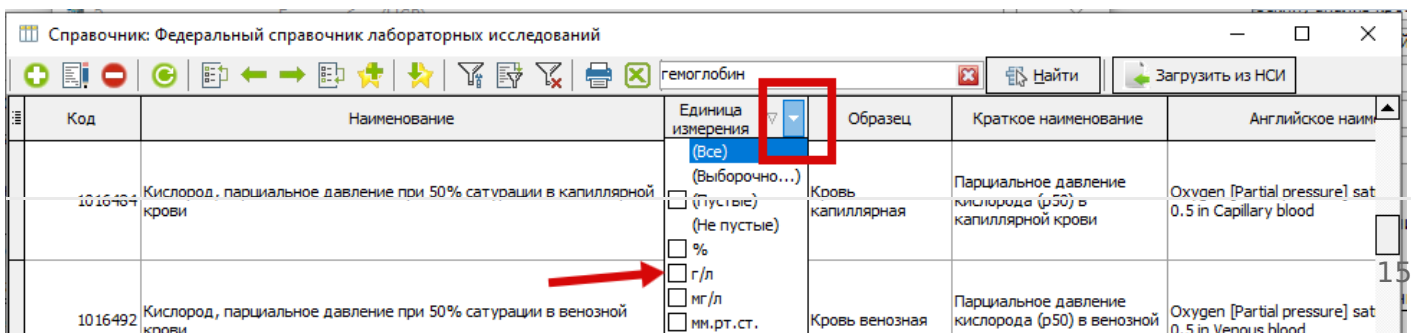 Справочник: Федеральный справочник лабораторных исследований
гемоглобин
Найти
Загрузить из НСИ
Код
Наименование
Единица
измерения
Образец
Краткое наименование
Английское наим
(Все)
(Выборочно...)
(Пустые)
(Не пустые)
%
г/л
мг/л
мм.рт.ст.
1016484
Кислород, парциальное давление при 50% сатурации в капиллярной
крови
Кровь
капиллярная
Парциальное давление
кислорода (p50) в
капиллярной крови
Oxygen [Partial pressure] sat
0.5 in Capillary blood
15
1016492
Кислород, парциальное давление при 50% сатурации в венозной
крови
Кровь венозная
Парциальное давление
кислорода (p50) в венозной
Oxygen [Partial pressure] sat
0.5 in Venous blood